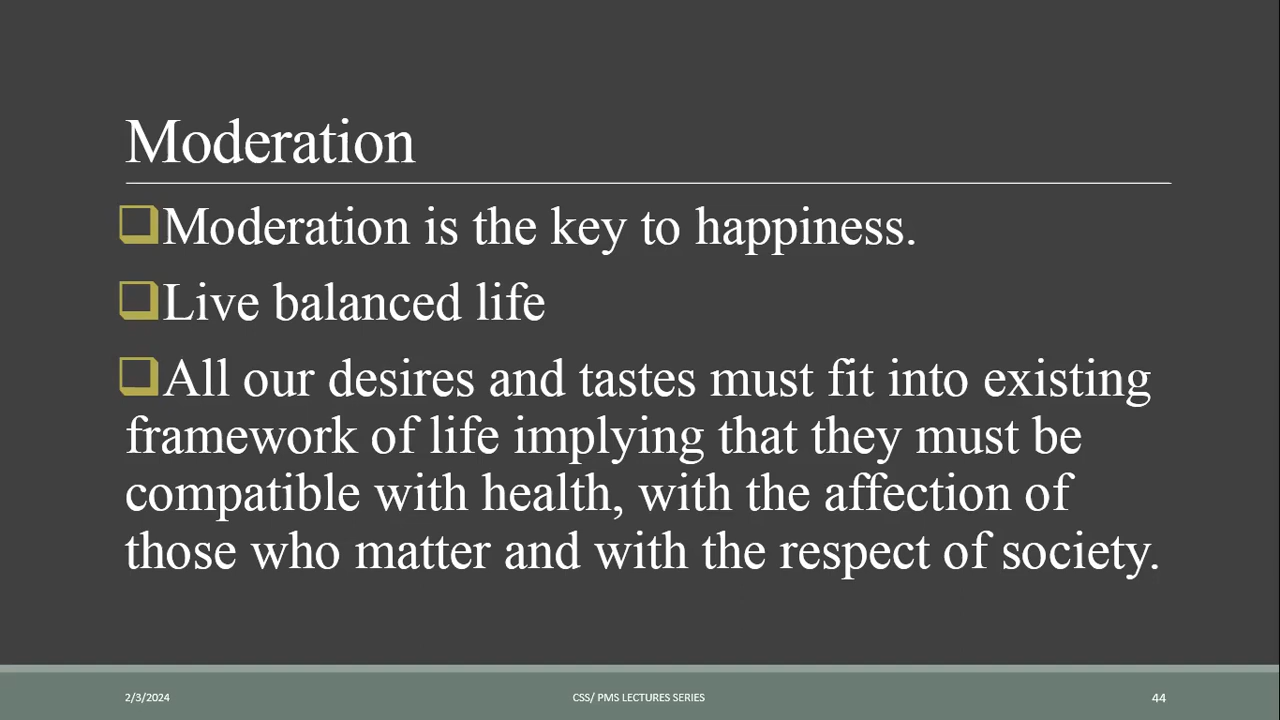 Moderation
Moderation is the key to happiness.
Live balanced life
All our desires and tastes must fit into existing
framework of life implying that they must be
compatible with health, with the affection of
those who matter and with the respect of society.
2/3/2024
CSS/ PMS LECTURES SERIES
44